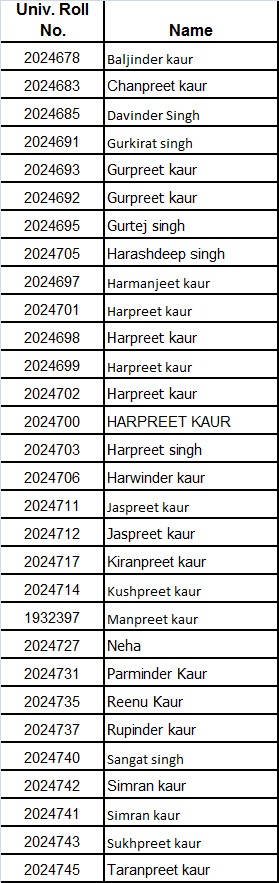 Univ. Roll
No. Name
2024678 Baljinder kaur
2024683 Chanpreet kaur
2024685 Davinder Singh
2024691 Gurkirat singh
2024693 Gurpreet kaur
2024692 Gurpreet kaur
2024695 Gurtej singh
2024705 Harashdeep singh
2024697 Harmanjeet kaur
2024701 Harpreet kaur
2024698 Harpreet kaur
2024699 Harpreet kaur
2024702 Harpreet kaur
2024700 HARPREET KAUR
2024703 Harpreet singh
2024706 Harwinder kaur
2024711 Jaspreet kaur
2024712 Jaspreet kaur
2024717 Kiranpreet kaur
2024714 Kushpreet kaur
1932397 Manpreet kaur
2024727 Neha
2024731 Parminder Kaur
2024735 Reenu Kaur
2024737 Rupinder kaur
2024740 Sangat singh
2024742 Simran kaur
2024741 Simran kaur
2024743 Sukhpreet kaur
2024745 Taranpreet kaur